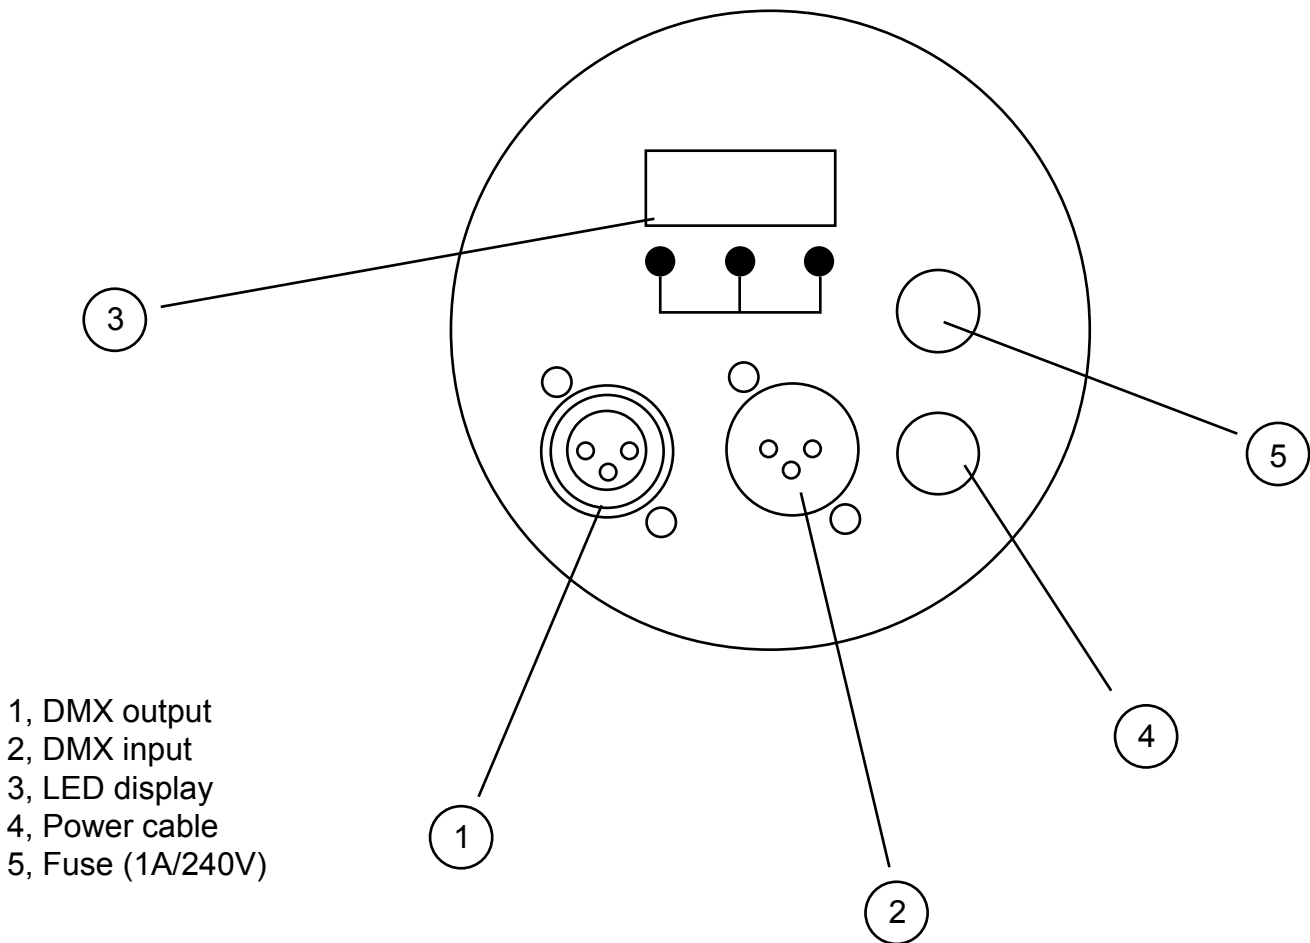 3
5
4
1, DMX output
2, DMX input
3, LED display
4, Power cable
5, Fuse (1A/240V)
1
2